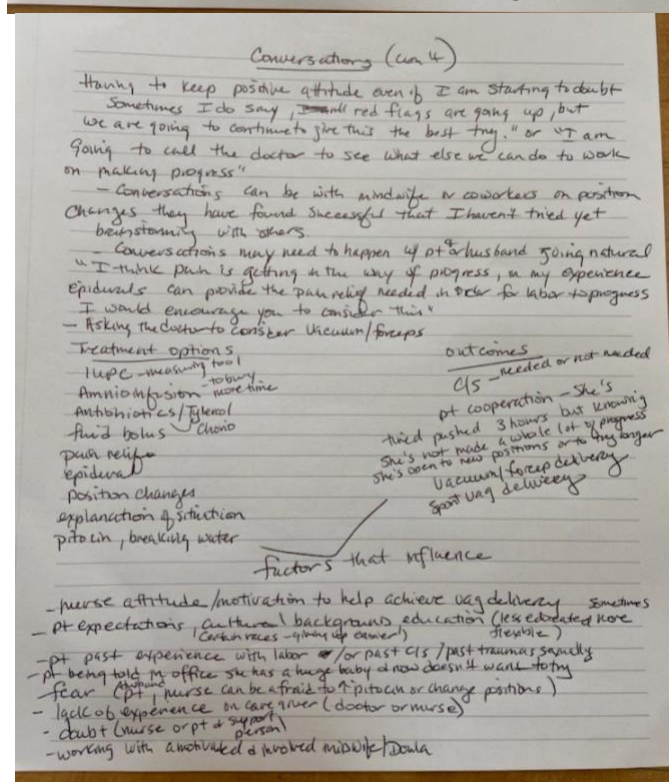 Conversations (con 4)
Having to keep positive attitude even if I am starting to doubt
Sometimes I do say, red flags are going up, but
we are going to continue to give this the best try." or "I am
Going to call the doctor to see what else we can do to work
on making progress"
- Conversations can be with midwife or coworkers on position
changes they have found successful that I haven't tried yet
brainstorming with others.
- Conversations may need to happen w/ pt or husband going natural
"I think pain is getting in the way of progress, in my experience
epidurals can provide the pain relief needed in order for labor to progress
I would encourage you to consider this"
- Asking the doctor to consider vacuum/forceps
Treatment options
IUPC - measuring tool
Amnioinfusion - to buy more time
Antibiotics/Tylenol
Chorio
fluid bolus
pain relief
epidural
position changes
explanation of situation
pitocin, breaking water
outcomes
C/S - needed or not needed
pt cooperation - She's
tired pushed 3 hours but knowing
She's not made a whole lot of progress
She's open to new positions or to try longer
Vacuum/forcep delivery
Spont vag delivery
factors that influence
- nurse attitude/motivation to help achieve vag delivery
- pt expectations, cultural background, education (less educated more flexible) sometimes
(certain races - giving up easier)
- pt past experience with labor /or past c/s /past traumas
- pt being told in office she has a huge baby & now doesn't want to try
- fear (pt, nurse can be afraid to ↑ pitocin or change positions)
- lack of experience on care giver (doctor or nurse)
- doubt (nurse or pt & support person)
- working with a motivated & involved midwife/Doula